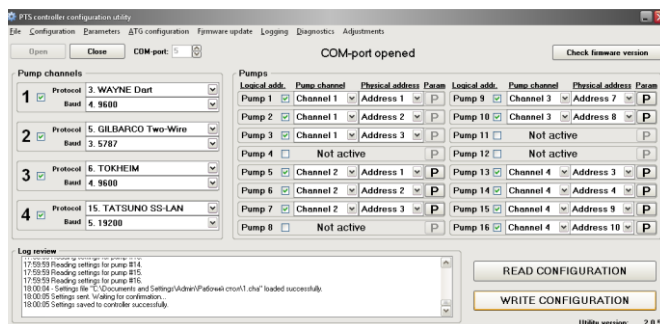 PTS controller configuration utility
File Configuration Parameters ATG configuration Firmware update Logging Diagnostics Adjustments
Open Close COM-port: 5 COM-port opened Check firmware version
Pump channels
1 Protocol 3. WAYNE Dart
Baud 4. 9600
2 Protocol 5. GILBARCO Two-Wire
Baud 3. 5787
3 Protocol 6. TOKHEIM
Baud 4. 9600
4 Protocol 15. TATSUNO SS-LAN
Baud 5. 19200
Pumps
Logical addr. Pump channel Physical address Param Logical addr. Pump channel Physical address Param
Pump 1 Channel 1 Address 1 P Pump 9 Channel 3 Address 7 P
Pump 2 Channel 1 Address 2 P Pump 10 Channel 3 Address 8 P
Pump 3 Channel 1 Address 3 P Pump 11 Not active P
Pump 4 Not active P Pump 12 Not active P
Pump 5 Channel 2 Address 1 P Pump 13 Channel 4 Address 3 P
Pump 6 Channel 2 Address 2 P Pump 14 Channel 4 Address 4 P
Pump 7 Channel 2 Address 3 P Pump 15 Channel 4 Address 9 P
Pump 8 Not active P Pump 16 Channel 4 Address 10 P
Log review
17:59:59 Reading settings for pump #14.
17:59:59 Reading settings for pump #15.
17:59:59 Reading settings for pump #16.
18:00:04 - Settings file "C:\Documents and Settings\Admin\Рабочий стол\1.cha" loaded successfully.
18:00:05 Settings sent. Waiting for confirmation...
18:00:05 Settings saved to controller successfully.
READ CONFIGURATION
WRITE CONFIGURATION
Utility version: